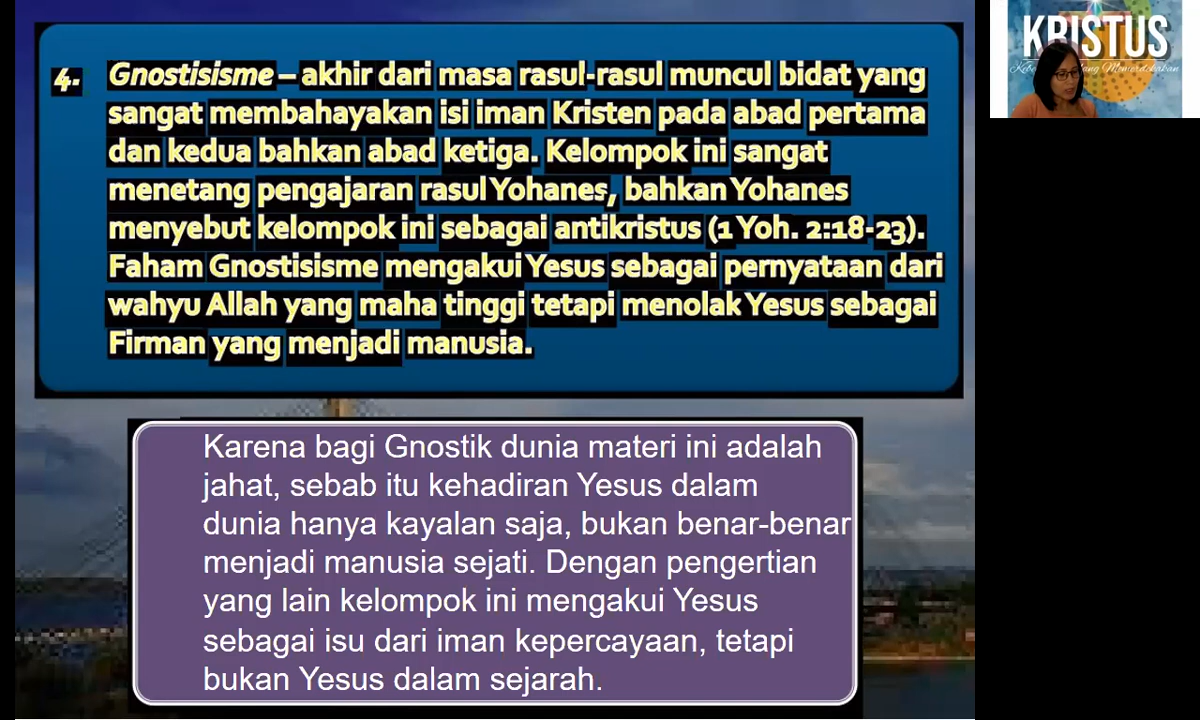 4. Gnostisisme – akhir dari masa rasul-rasul muncul bidat yang
sangat membahayakan isi iman Kristen pada abad pertama
dan kedua bahkan abad ketiga. Kelompok ini sangat
menetang pengajaran rasul Yohanes, bahkan Yohanes
menyebut kelompok ini sebagai antikristus (1 Yoh. 2:18-23).
Faham Gnostisisme mengakui Yesus sebagai pernyataan dari
wahyu Allah yang maha tinggi tetapi menolak Yesus sebagai
Firman yang menjadi manusia.
Karena bagi Gnostik dunia materi ini adalah
jahat, sebab itu kehadiran Yesus dalam
dunia hanya kayalan saja, bukan benar-benar
menjadi manusia sejati. Dengan pengertian
yang lain kelompok ini mengakui Yesus
sebagai isu dari iman kepercayaan, tetapi
bukan Yesus dalam sejarah.
KRISTUS